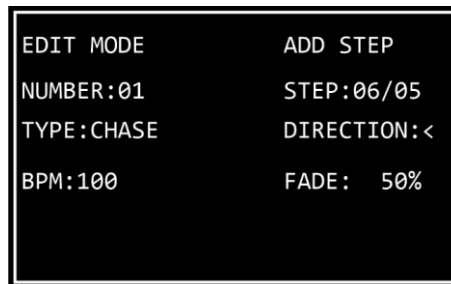 EDIT MODE ADD STEP
NUMBER:01 STEP:06/05
TYPE:CHASE DIRECTION:<
BPM:100 FADE: 50%